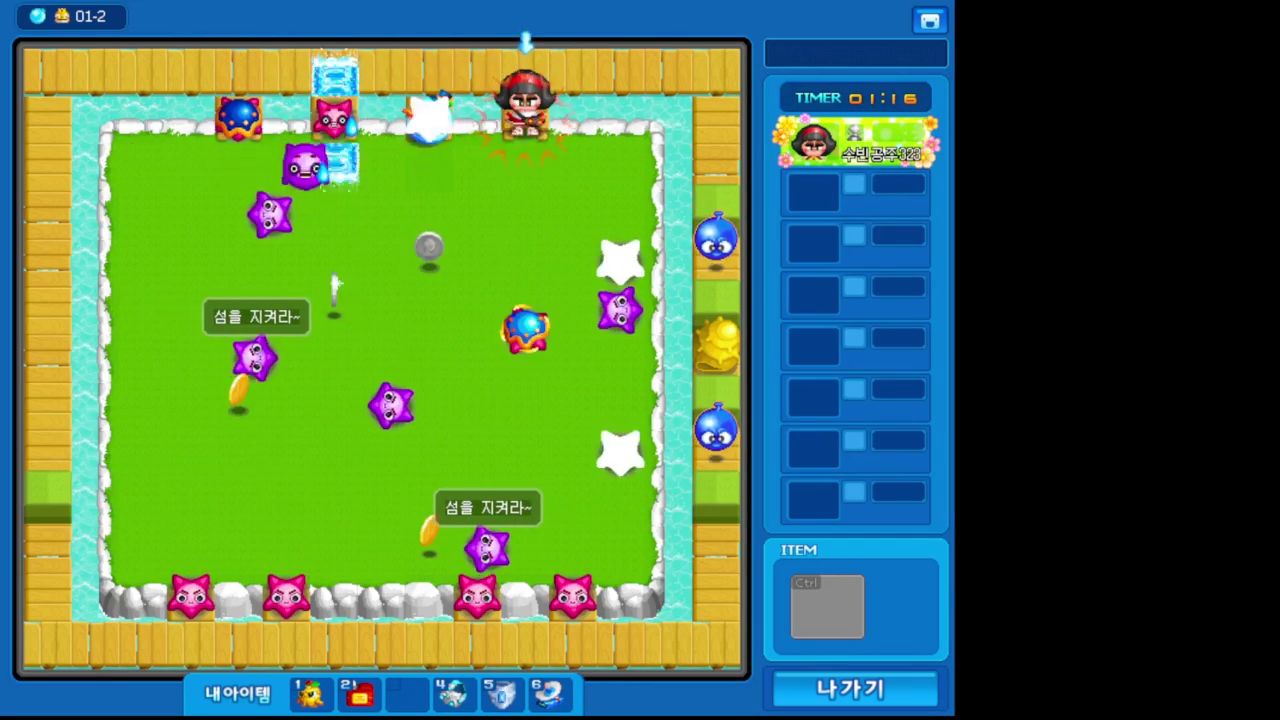 01-2
TIMER 01:16
수빈공주323
섬을 지켜라~
섬을 지켜라~
ITEM
Ctrl
내 아이템
1
2
4
5
6
나가기